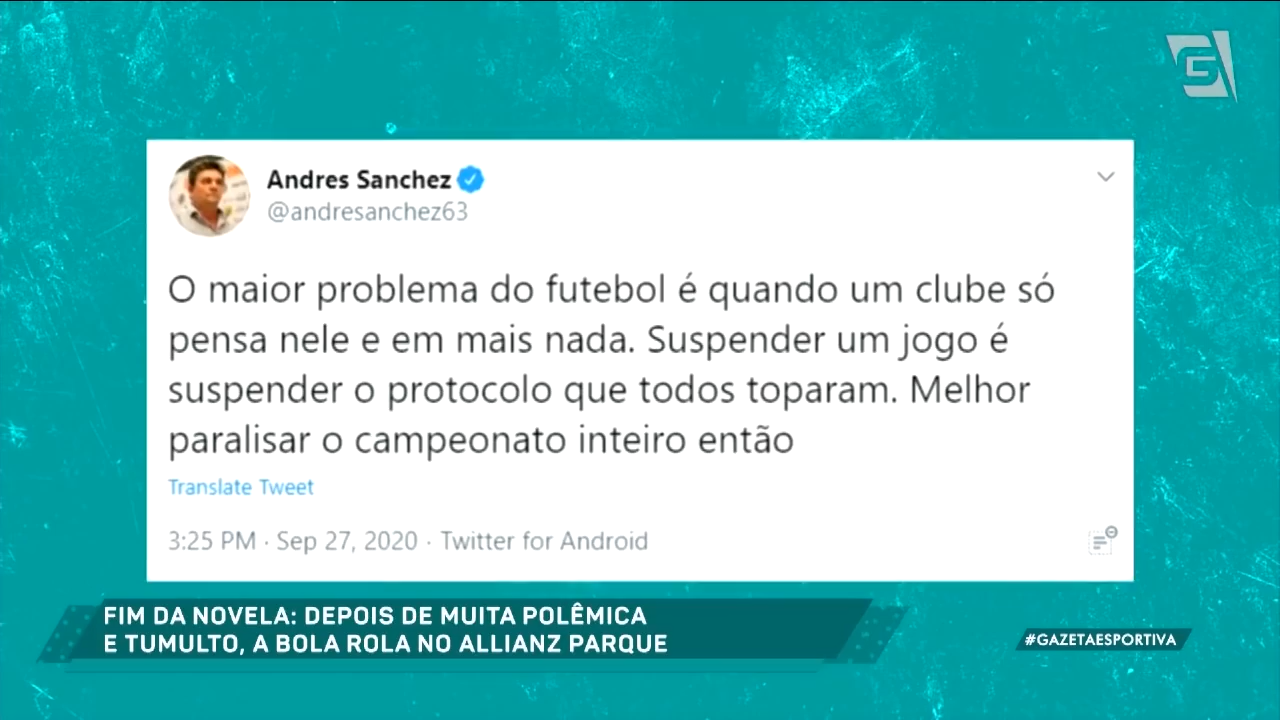 Andres Sanchez
@andresanchez63
O maior problema do futebol é quando um clube só
pensa nele e em mais nada. Suspender um jogo é
suspender o protocolo que todos toparam. Melhor
paralisar o campeonato inteiro então
Translate Tweet
3:25 PM · Sep 27, 2020 · Twitter for Android
FIM DA NOVELA: DEPOIS DE MUITA POLÊMICA
E TUMULTO, A BOLA ROLA NO ALLIANZ PARQUE
#GAZETAESPORTIVA